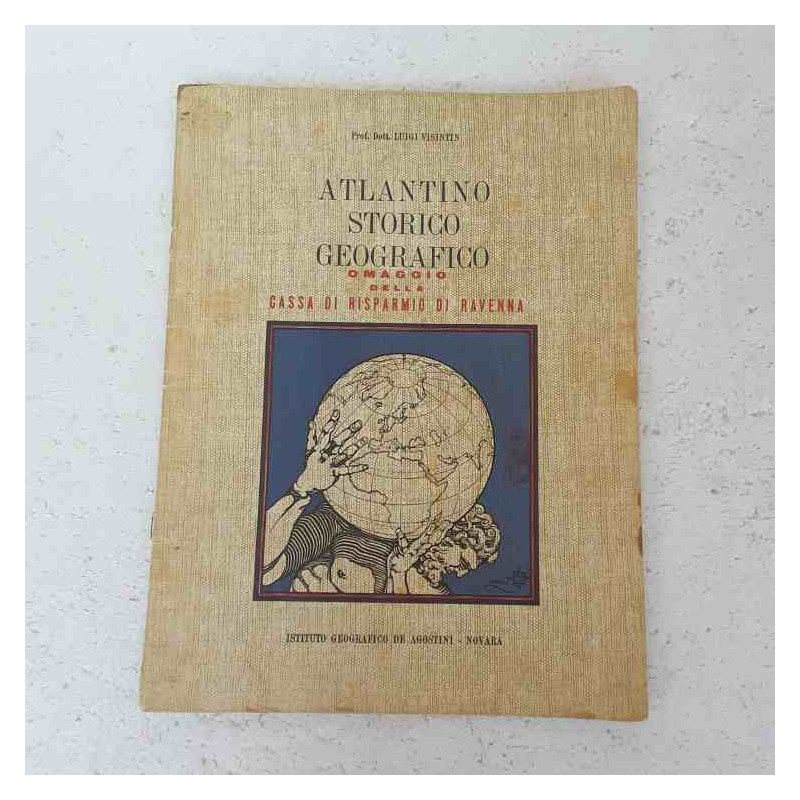 Prof. Dott. LUIGI VISINTIN
ATLANTINO
STORICO
GEOGRAFICO
OMAGGIO
DELLA
CASSA DI RISPARMIO DI RAVENNA
ISTITUTO GEOGRAFICO DE AGOSTINI - NOVARA